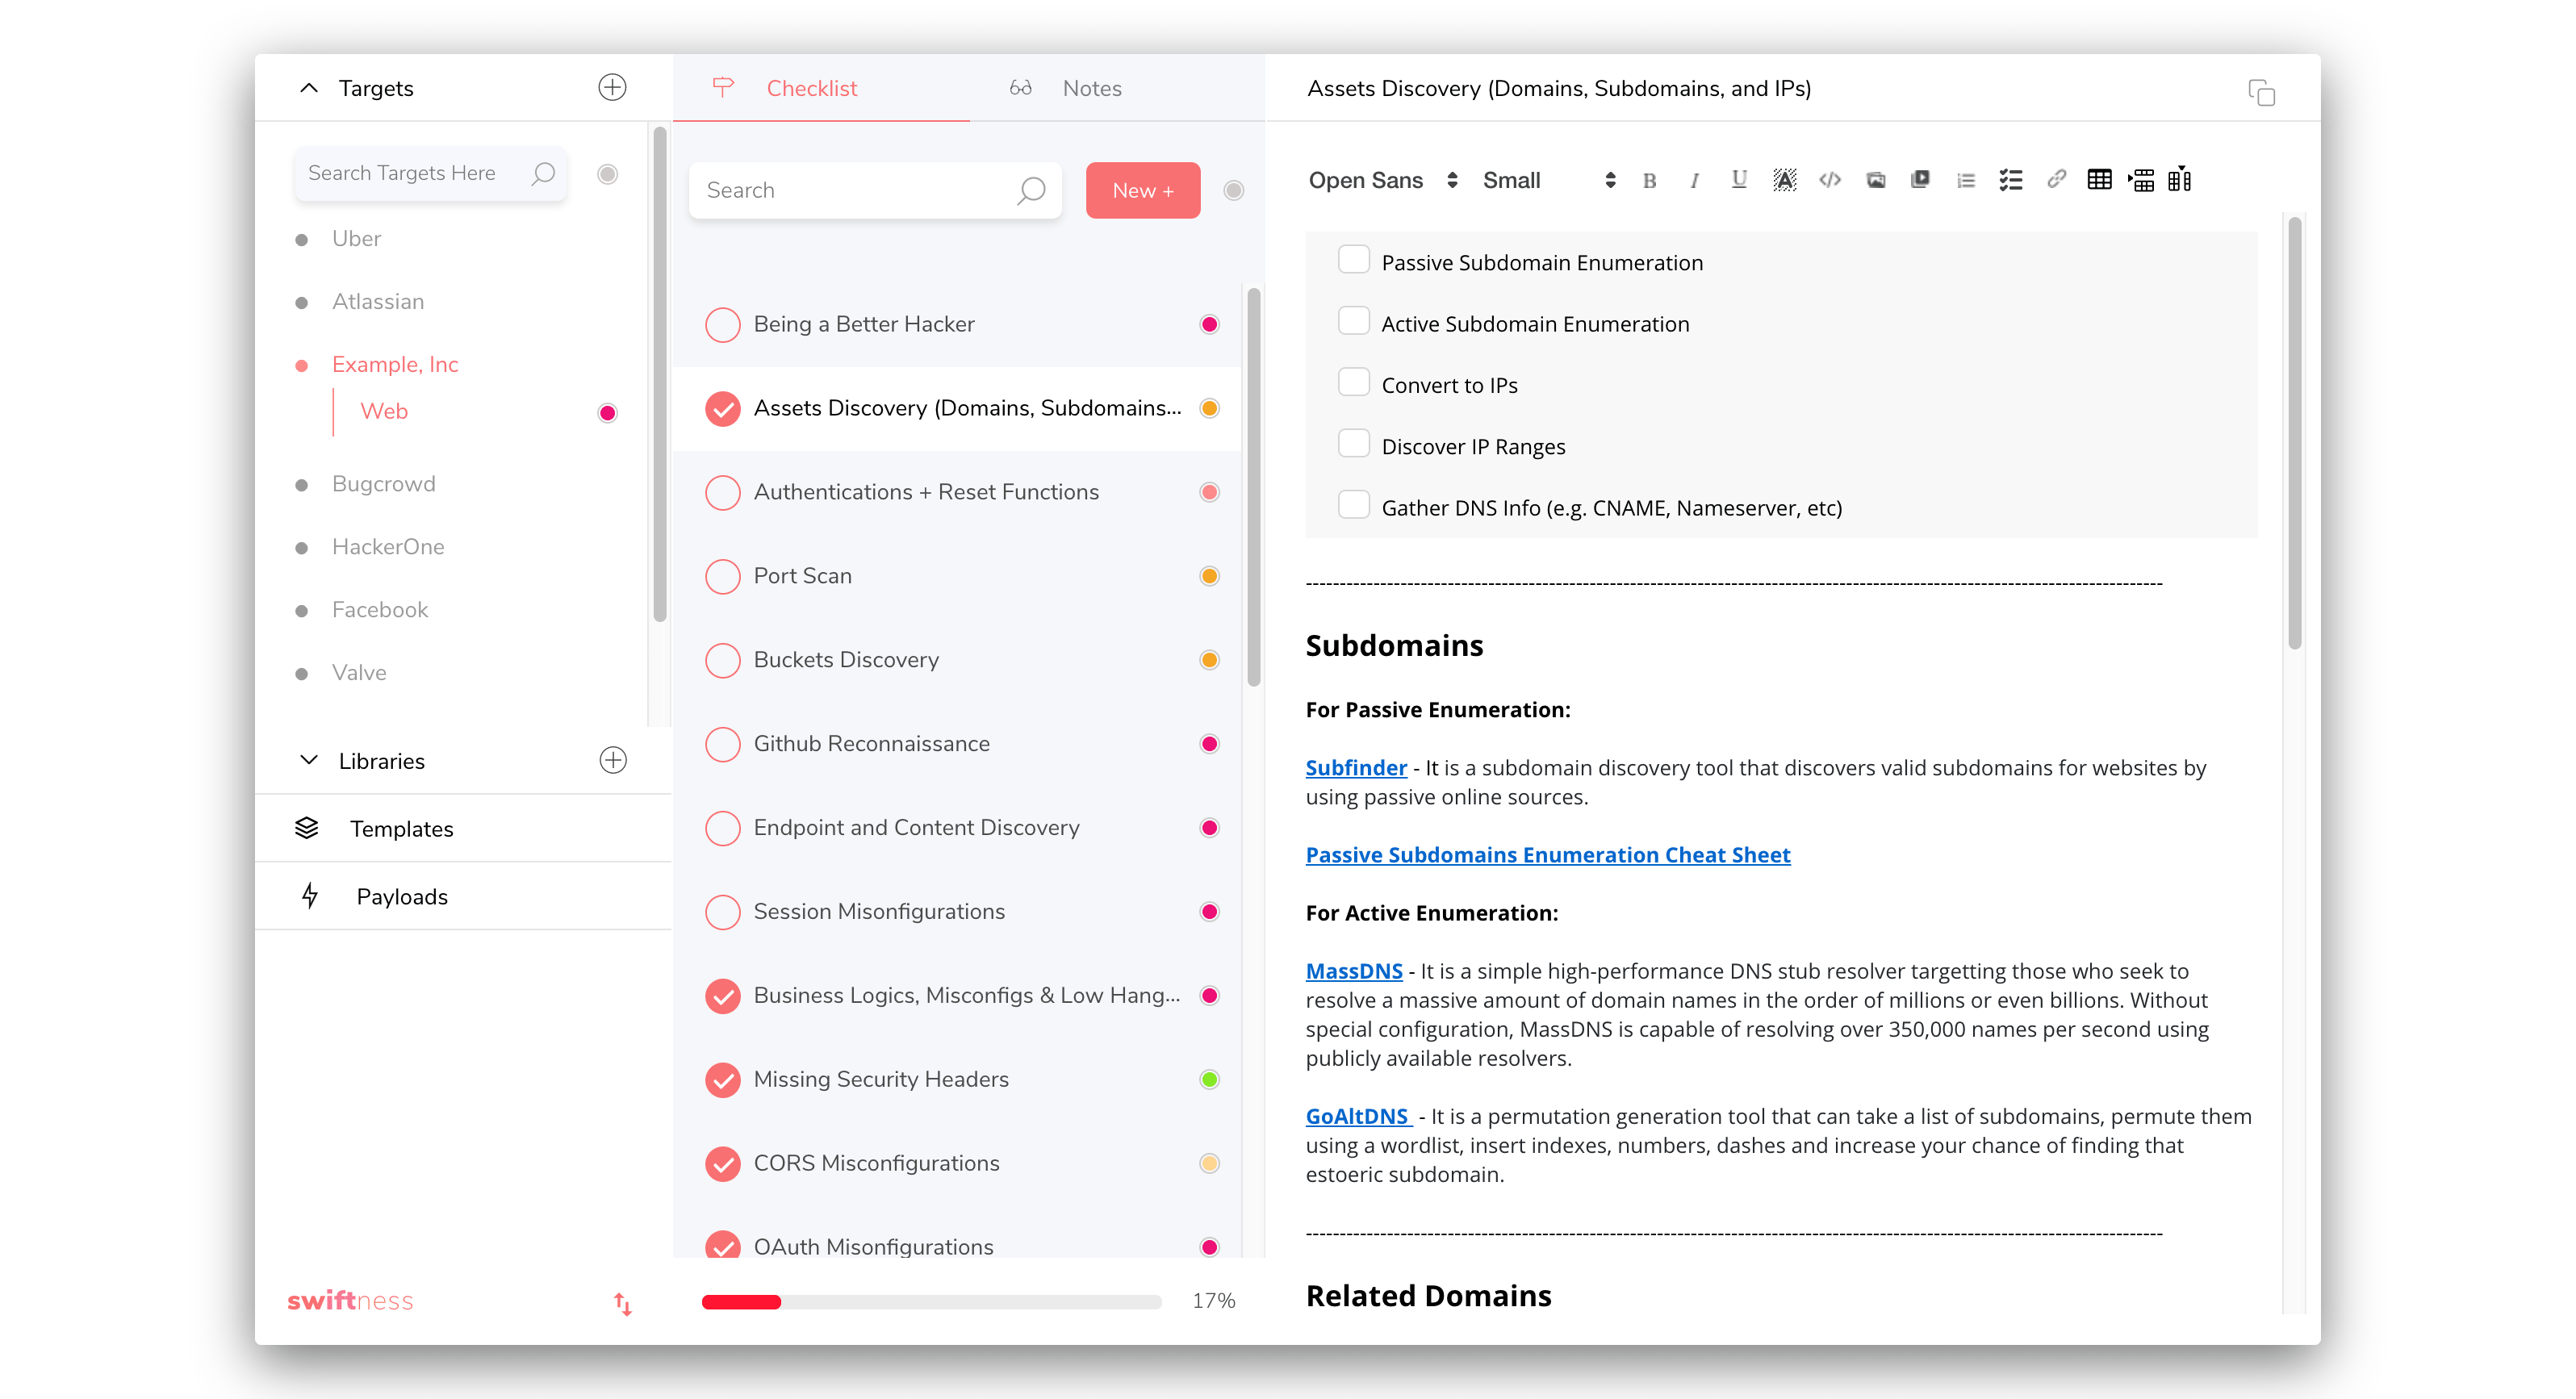 Targets
Search Targets Here
Uber
Atlassian
Example, Inc
Web
Bugcrowd
HackerOne
Facebook
Valve
Libraries
Templates
Payloads
swiftness
Checklist
Notes
Search
New +
Being a Better Hacker
Assets Discovery (Domains, Subdomains...
Authentications + Reset Functions
Port Scan
Buckets Discovery
Github Reconnaissance
Endpoint and Content Discovery
Session Misonfigurations
Business Logics, Misconfigs & Low Hang...
Missing Security Headers
CORS Misconfigurations
OAuth Misonfigurations
17%
Assets Discovery (Domains, Subdomains, and IPs)
Open Sans Small B I U A </>
Passive Subdomain Enumeration
Active Subdomain Enumeration
Convert to IPs
Discover IP Ranges
Gather DNS Info (e.g. CNAME, Nameserver, etc)
Subdomains
For Passive Enumeration:
Subfinder - It is a subdomain discovery tool that discovers valid subdomains for websites by
using passive online sources.
Passive Subdomains Enumeration Cheat Sheet
For Active Enumeration:
MassDNS - It is a simple high-performance DNS stub resolver targetting those who seek to
resolve a massive amount of domain names in the order of millions or even billions. Without
special configuration, MassDNS is capable of resolving over 350,000 names per second using
publicly available resolvers.
GoAltDNS - It is a permutation generation tool that can take a list of subdomains, permute them
using a wordlist, insert indexes, numbers, dashes and increase your chance of finding that
estoeric subdomain.
Related Domains